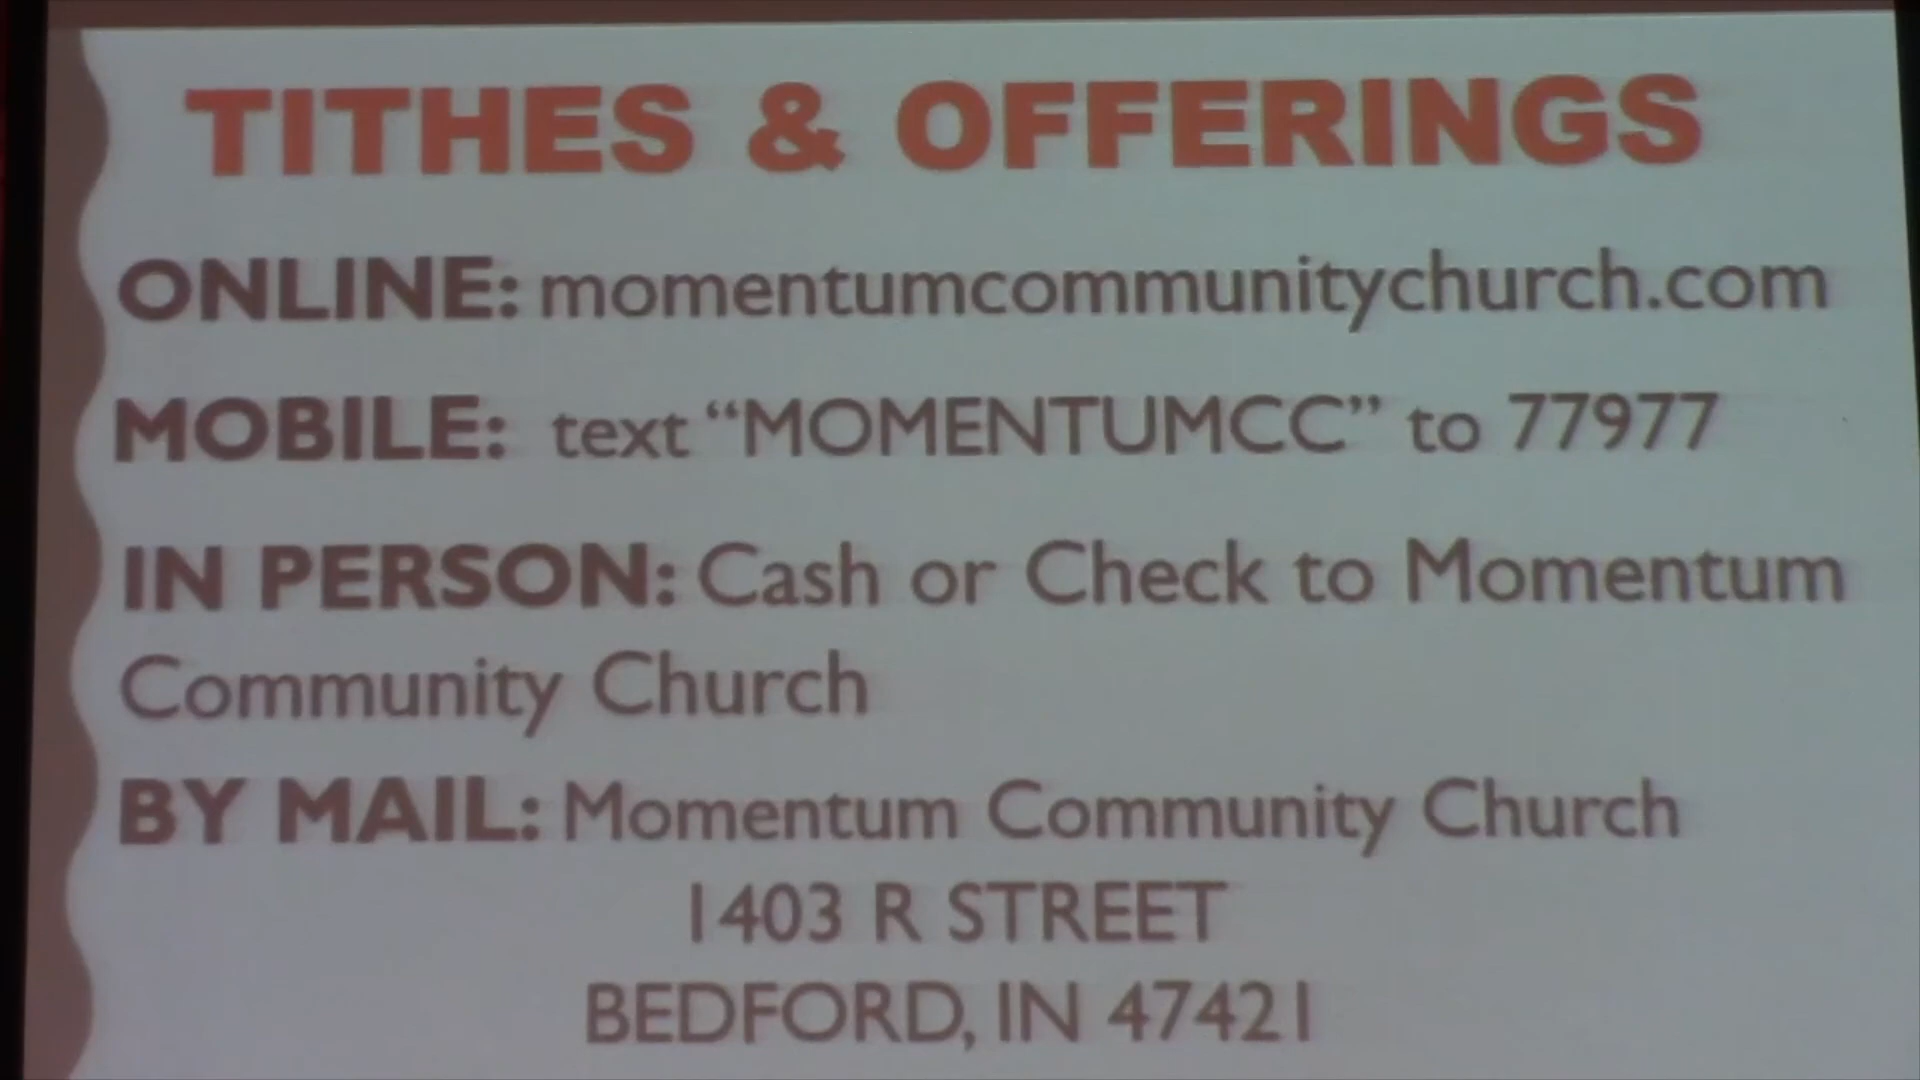 TITHES & OFFERINGS
ONLINE: momentumcommunitychurch.com
MOBILE: text “MOMENTUMCC” to 77977
IN PERSON: Cash or Check to Momentum
Community Church
BY MAIL: Momentum Community Church
1403 R STREET
BEDFORD, IN 47421